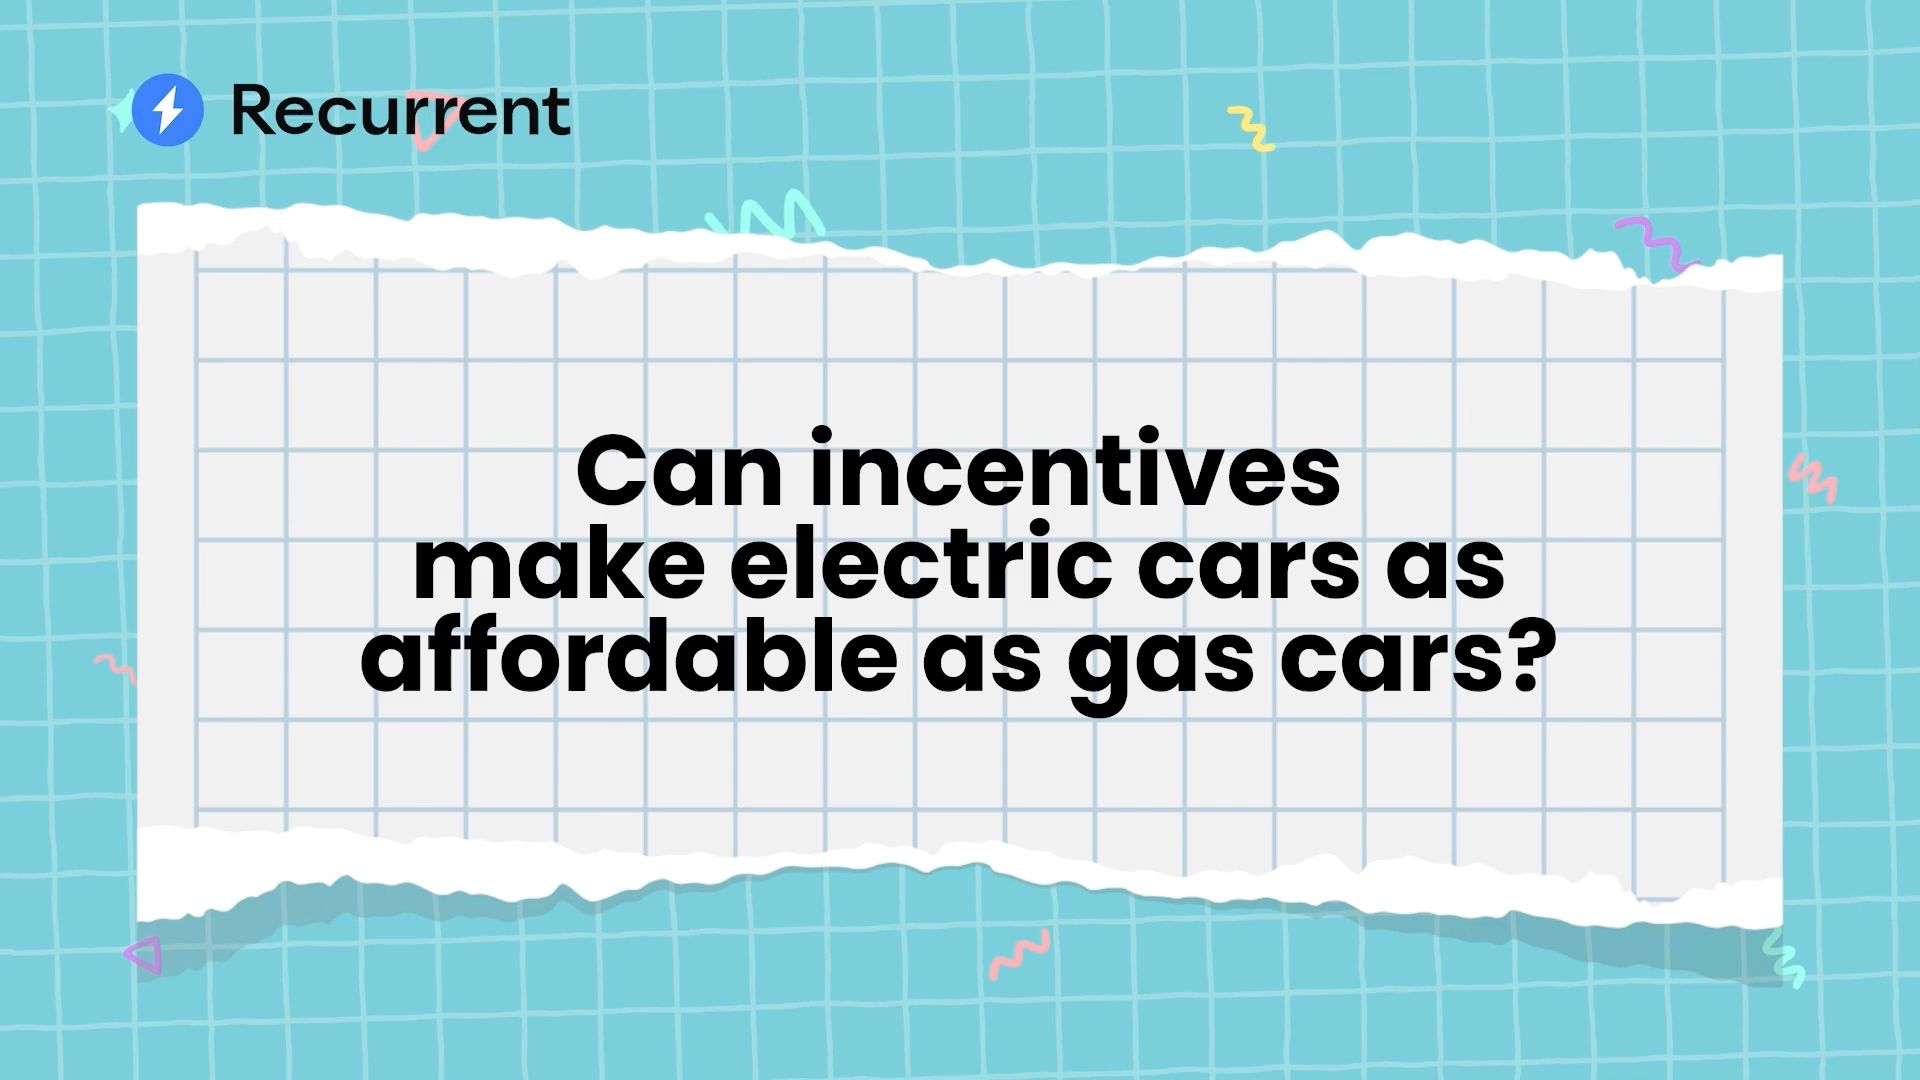 Recurrent
Can incentives
make electric cars as
affordable as gas cars?